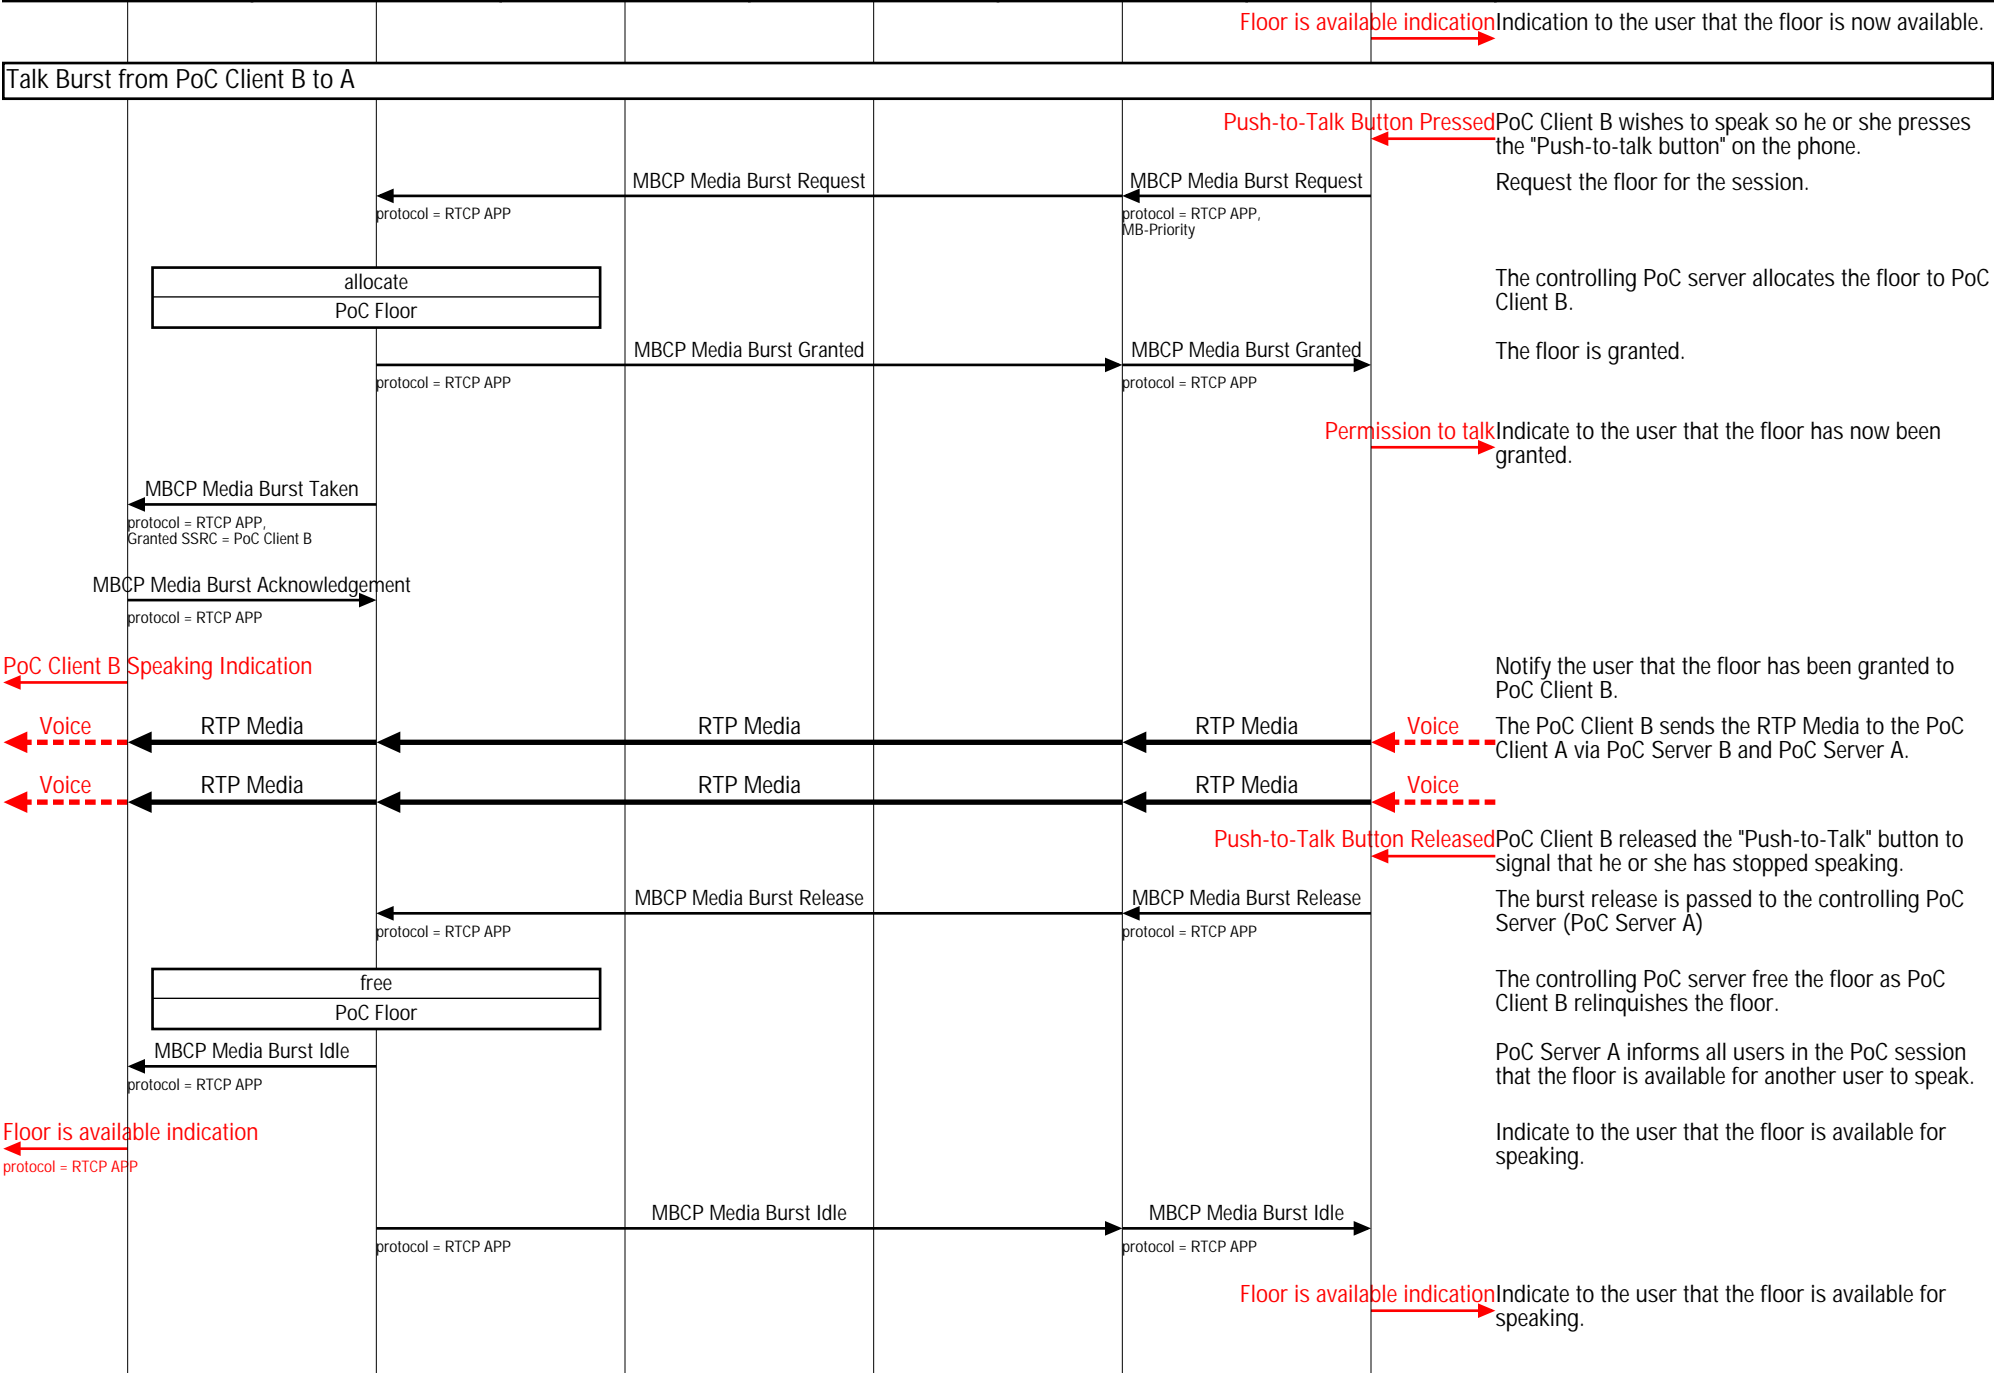 Floor is available indication
Indication to the user that the floor is now available.
Talk Burst from PoC Client B to A
Push-to-Talk Button Pressed
PoC Client B wishes to speak so he or she presses
the "Push-to-talk button" on the phone.
MBCP Media Burst Request
MBCP Media Burst Request
Request the floor for the session.
protocol = RTCP APP
protocol = RTCP APP,
MB-Priority
allocate
PoC Floor
The controlling PoC server allocates the floor to PoC
Client B.
MBCP Media Burst Granted
MBCP Media Burst Granted
The floor is granted.
protocol = RTCP APP
protocol = RTCP APP
Permission to talk
Indicate to the user that the floor has now been
granted.
MBCP Media Burst Taken
protocol = RTCP APP,
Granted SSRC = PoC Client B
MBCP Media Burst Acknowledgement
protocol = RTCP APP
PoC Client B Speaking Indication
Notify the user that the floor has been granted to
PoC Client B.
Voice
RTP Media
RTP Media
RTP Media
Voice
The PoC Client B sends the RTP Media to the PoC
Client A via PoC Server B and PoC Server A.
Voice
RTP Media
RTP Media
RTP Media
Voice
Push-to-Talk Button Released
PoC Client B released the "Push-to-Talk" button to
signal that he or she has stopped speaking.
MBCP Media Burst Release
MBCP Media Burst Release
The burst release is passed to the controlling PoC
Server (PoC Server A)
protocol = RTCP APP
protocol = RTCP APP
free
PoC Floor
The controlling PoC server free the floor as PoC
Client B relinquishes the floor.
MBCP Media Burst Idle
protocol = RTCP APP
PoC Server A informs all users in the PoC session
that the floor is available for another user to speak.
Floor is available indication
protocol = RTCP APP
Indicate to the user that the floor is available for
speaking.
MBCP Media Burst Idle
MBCP Media Burst Idle
protocol = RTCP APP
protocol = RTCP APP
Floor is available indication
Indicate to the user that the floor is available for
speaking.